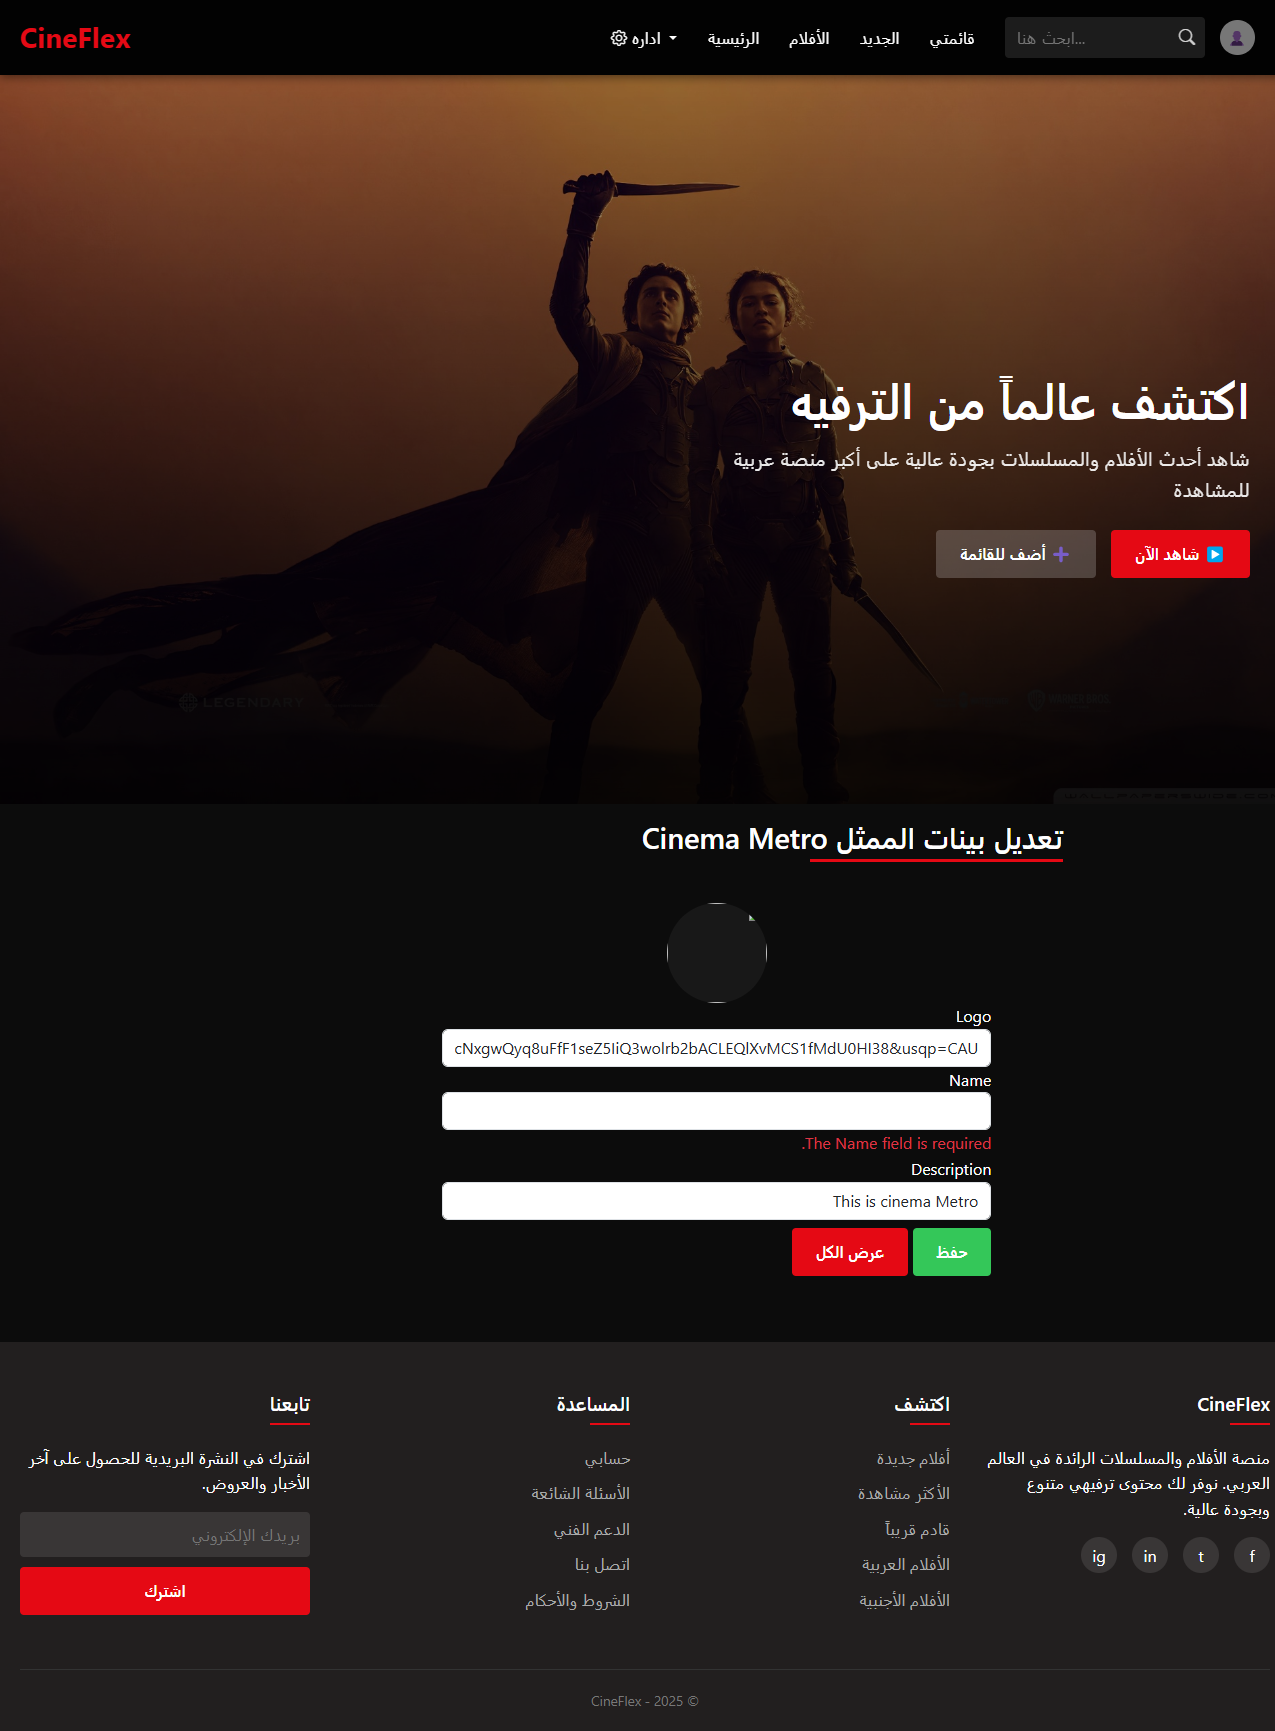 CineFlex
ابحث هنا...
قائمتي
الجديد
الأفلام
الرئيسية
اداره
اكتشف عالماً من الترفيه
شاهد أحدث الأفلام والمسلسلات بجودة عالية على أكبر منصة عربية
للمشاهدة
شاهد الآن
أضف للقائمة
LEGENDARY
تعديل بينات الممثل Cinema Metro
Logo
cNxgwQyq8uFfF1seZ5IiQ3wolrb2bACLEQlXvMCS1fMdU0HI38&usqp=CAU
Name
The Name field is required.
Description
This is cinema Metro
حفظ
عرض الكل
CineFlex
منصة الأفلام والمسلسلات الرائدة في العالم
العربي. نوفر لك محتوى ترفيهي متنوع
وبجودة عالية.
f
t
in
ig
اكتشف
أفلام جديدة
الأكثر مشاهدة
قادم قريباً
الأفلام العربية
الأفلام الأجنبية
المساعدة
حسابي
الأسئلة الشائعة
الدعم الفني
اتصل بنا
الشروط والأحكام
تابعنا
اشترك في النشرة البريدية للحصول على آخر
الأخبار والعروض.
بريدك الإلكتروني
اشترك
© 2025 - CineFlex